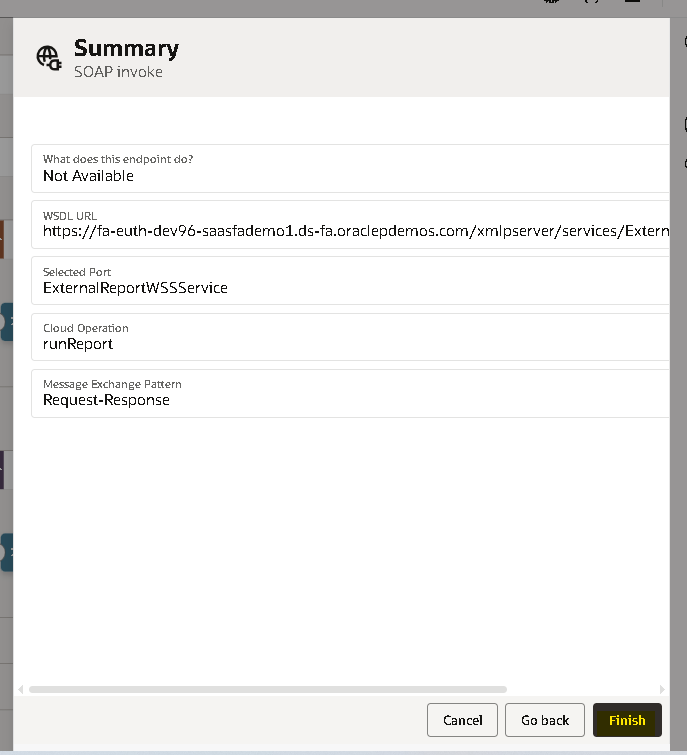 Summary
SOAP invoke
What does this endpoint do?
Not Available
WSDL URL
https://fa-euth-dev96-saasfademo1.ds-fa.oraclepdemos.com/xmlpserver/services/Extern
Selected Port
ExternalReportWSSService
Cloud Operation
runReport
Message Exchange Pattern
Request-Response
Cancel
Go back
Finish